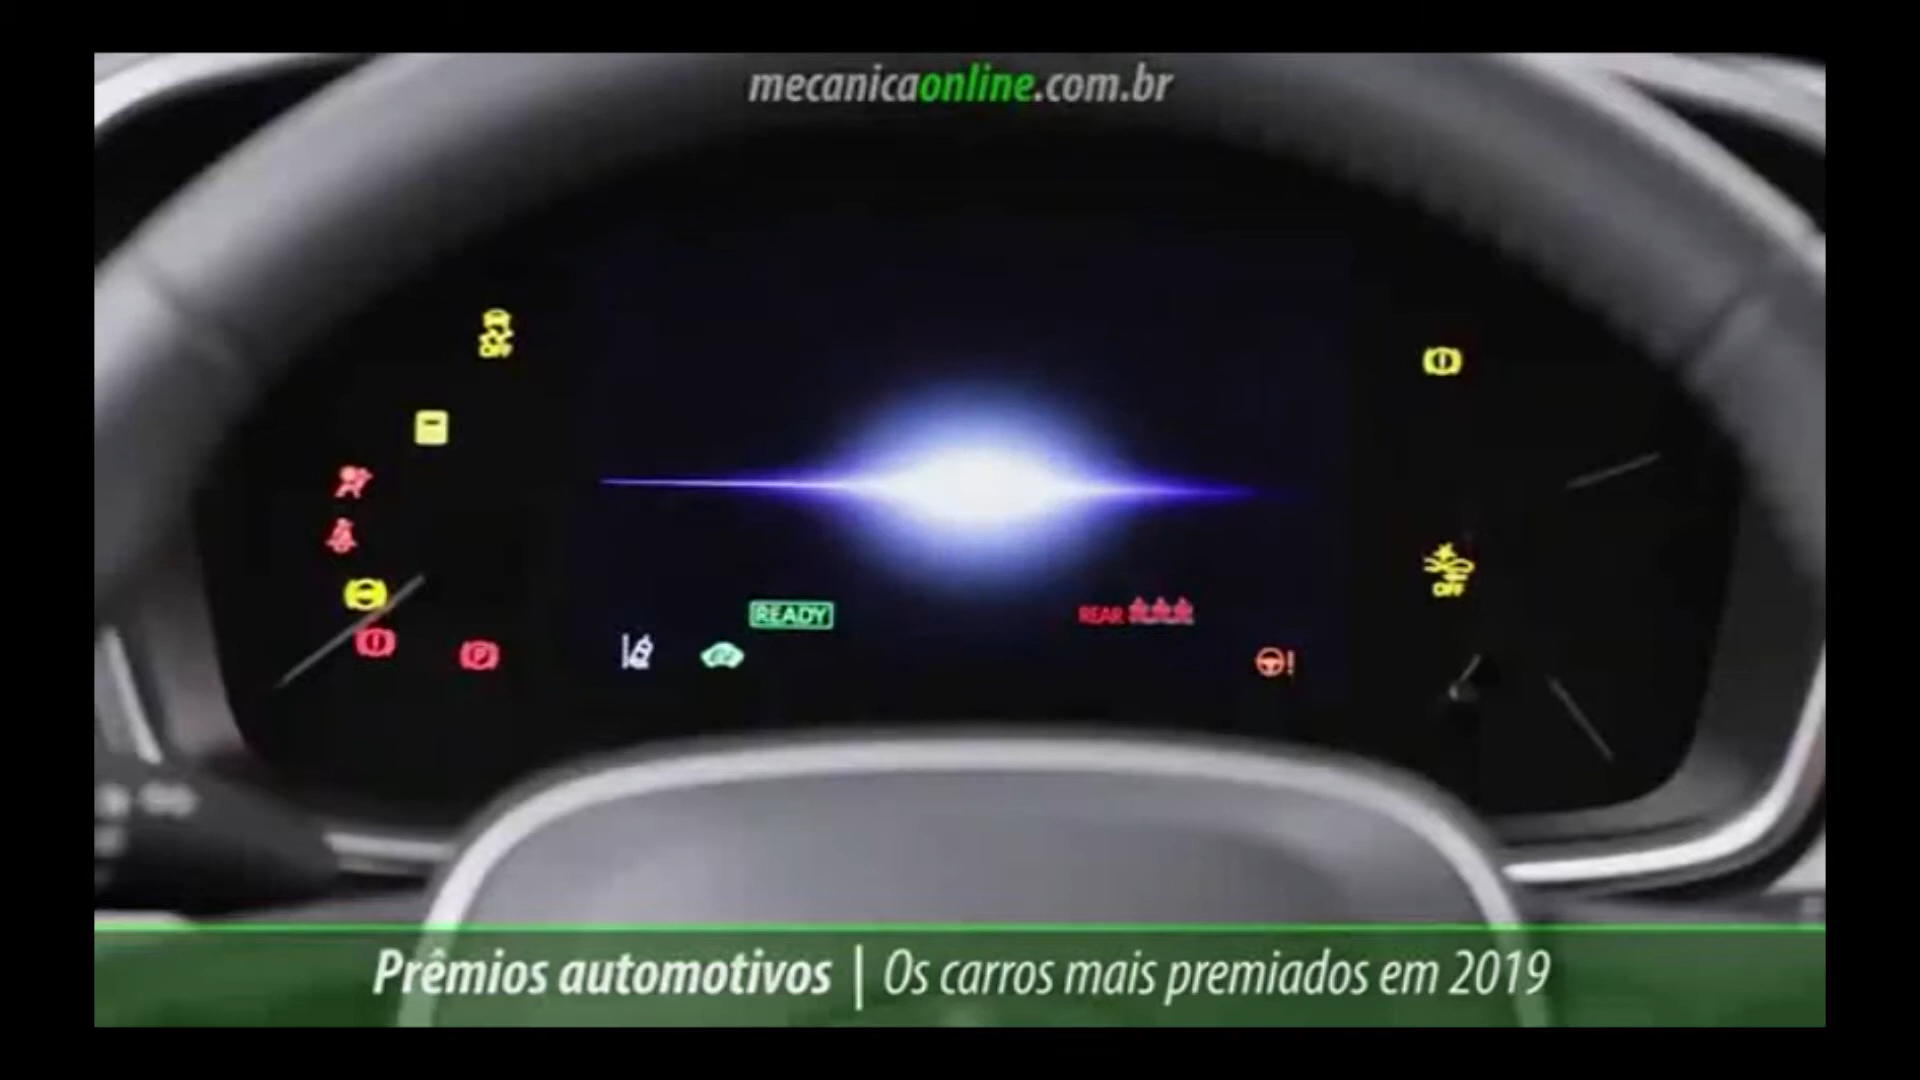 mecanicaonline.com.br
OFF
READY
REAR
OFF
P
Prêmios automotivos | Os carros mais premiados em 2019